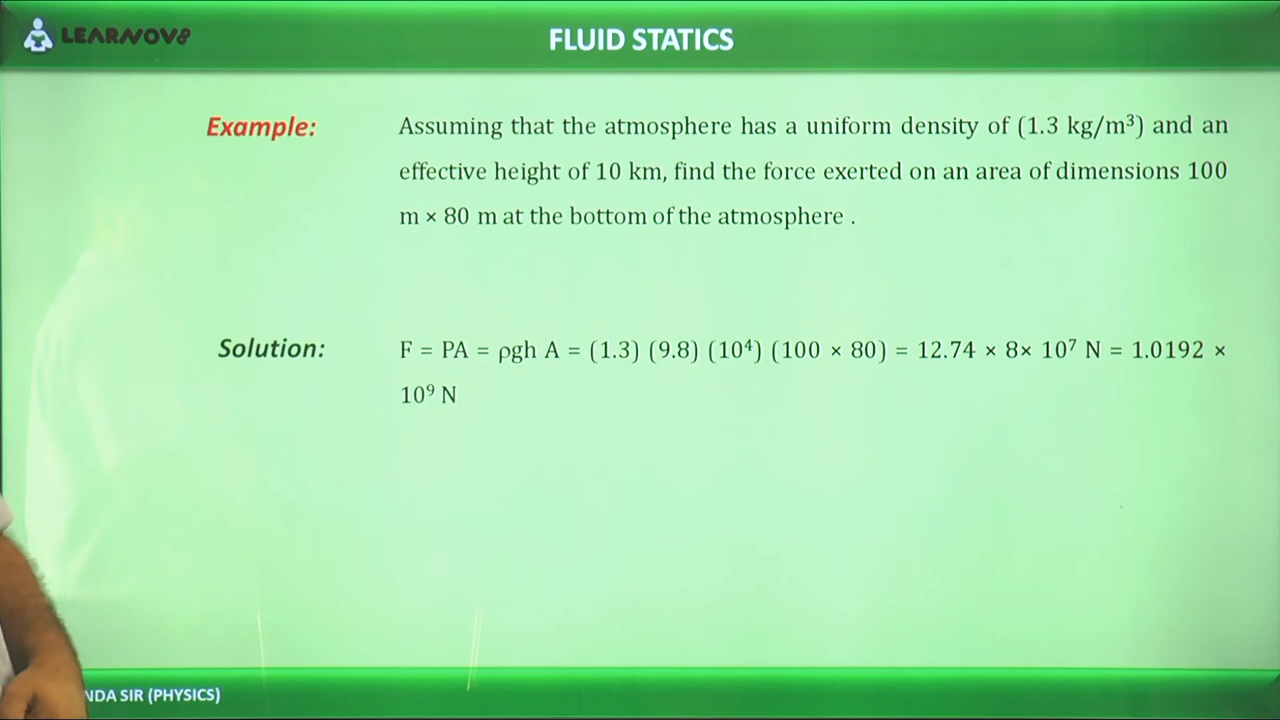 LEARNOV8
FLUID STATICS
Example:
Assuming that the atmosphere has a uniform density of (1.3 kg/m³) and an
effective height of 10 km, find the force exerted on an area of dimensions 100
m × 80 m at the bottom of the atmosphere .
Solution:
F = PA = ρgh A = (1.3) (9.8) (10⁴) (100 × 80) = 12.74 × 8× 10⁷ N = 1.0192 ×
10⁹ N
NDA SIR (PHYSICS)